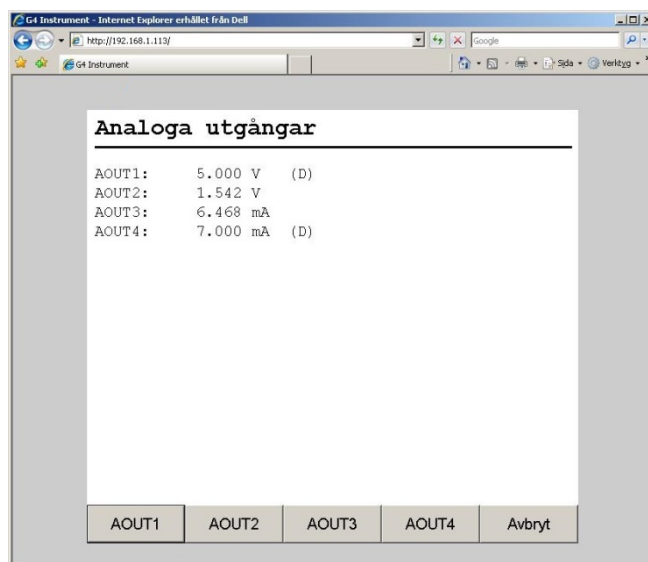 G4 Instrument - Internet Explorer erhållet från Dell
http://192.168.1.113/
Google
G4 Instrument
Sida
Verktyg
Analoga utgångar
AOUT1: 5.000 V (D)
AOUT2: 1.542 V
AOUT3: 6.468 mA
AOUT4: 7.000 mA (D)
AOUT1 AOUT2 AOUT3 AOUT4 Avbryt